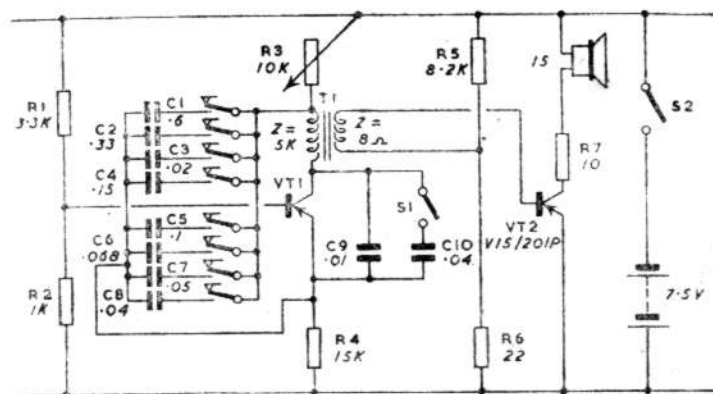 R1
3.3K
C1
.6
C2
.33
C3
.02
C4
.15
C5
.1
C6
.068
C7
.05
C8
.04
R2
1K
R3
10K
T1
Z=
5K
Z=
8Ω
VT1
R4
15K
C9
.01
S1
C10
.04
R5
8.2K
R6
22
15
R7
10
VT2
V15/201P
S2
7.5V